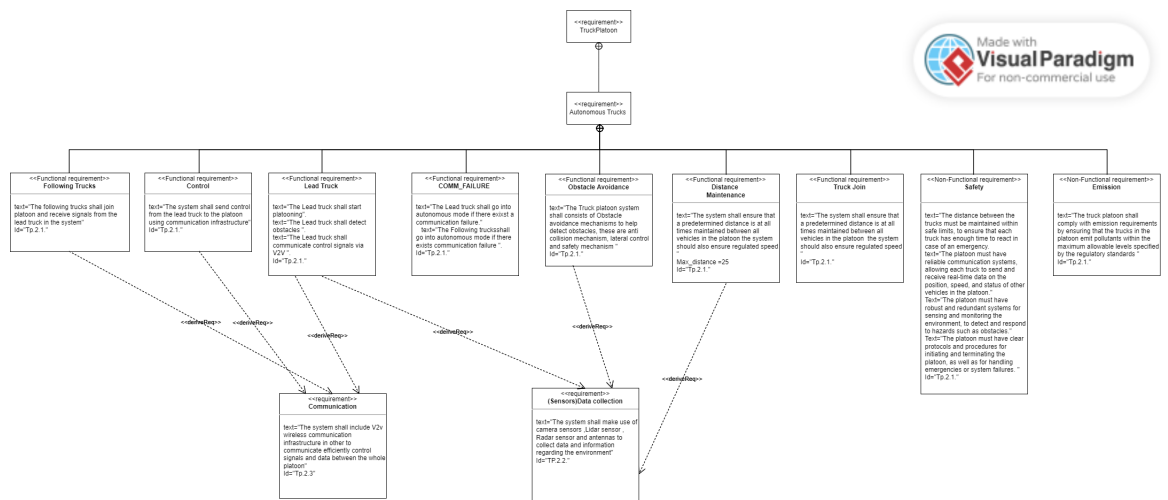 <<requirement>>
TruckPlatoon
Made with
Visual Paradigm
For non-commercial use
<<requirement>>
Autonomous Trucks
<<Functional requirement>>
Following Trucks
text="The following trucks shall join
platoon and receive signals from the
lead truck in the system"
Id="Tp.2.1."
<<Functional requirement>>
Control
text="The system shall send control
from the lead truck to the platoon
using communication infrastructure"
Id="Tp.2.1."
<<Functional requirement>>
Lead Truck
text="The Lead truck shall start
platooning".
text="The Lead truck shall detect
obstacles ".
text="The Lead truck shall
communicate control signals via
V2V ".
Id="Tp.2.1."
<<Functional requirement>>
COMM_FAILURE
text="The Lead truck shall go into
autonomous mode if there exixst a
communication failure."
text="The Following trucksshall
go into autonomous mode if there
exists communication failure ".
Id="Tp.2.1."
<<Functional requirement>>
Obstacle Avoidance
text="The Truck platoon system
shall consists of Obstacle
avoidance mechanisms to help
detect obstacles, these are anti
collision mechanism, lateral control
and safety mechanism "
Id="Tp.2.1."
<<Functional requirement>>
Distance
Maintenance
text="The system shall ensure that
a predetermined distance is at all
times maintained between all
vehicles in the platoon the system
should also ensure regulated speed
".
Max_distance =25
Id="Tp.2.1."
<<Functional requirement>>
Truck Join
text="The system shall ensure that
a predetermined distance is at all
times maintained between all
vehicles in the platoon  the system
should also ensure regulated speed
".
Id="Tp.2.1."
<<Non-Functional requirement>>
Safety
text="The distance between the
trucks must be maintained within
safe limits, to ensure that each
truck has enough time to react in
case of an emergency.
text="The platoon must have
reliable communication systems,
allowing each truck to send and
receive real-time data on the
position, speed, and status of other
vehicles in the platoon."
Text="The platoon must have
robust and redundant systems for
sensing and monitoring the
environment, to detect and respond
to hazards such as obstacles."
Text="The platoon must have clear
protocols and procedures for
initiating and terminating the
platoon, as well as for handling
emergencies or system failures. "
Id="Tp.2.1."
<<Non-Functional requirement>>
Emission
text="The truck platoon shall
comply with emission requirements
by ensuring that the trucks in the
platoon emit pollutants within the
maximum allowable levels specified
by the regulatory standards "
Id="Tp.2.1."
<<deriveReq>>
<<deriveReq>>
<<deriveReq>>
<<deriveReq>>
<<deriveReq>>
<<deriveReq>>
<<requirement>>
Communication
text="The system shall include V2v
wireless communication
infrastructure in other to
communicate efficiently control
signals and data between the whole
platoon"
Id="Tp.2.3"
<<requirement>>
(Sensors)Data collection
text="The system shall make use of
camera sensors ,Lidar sensor ,
Radar sensor and antennas to
collect data and information
regarding the environment"
Id="TP.2.2."